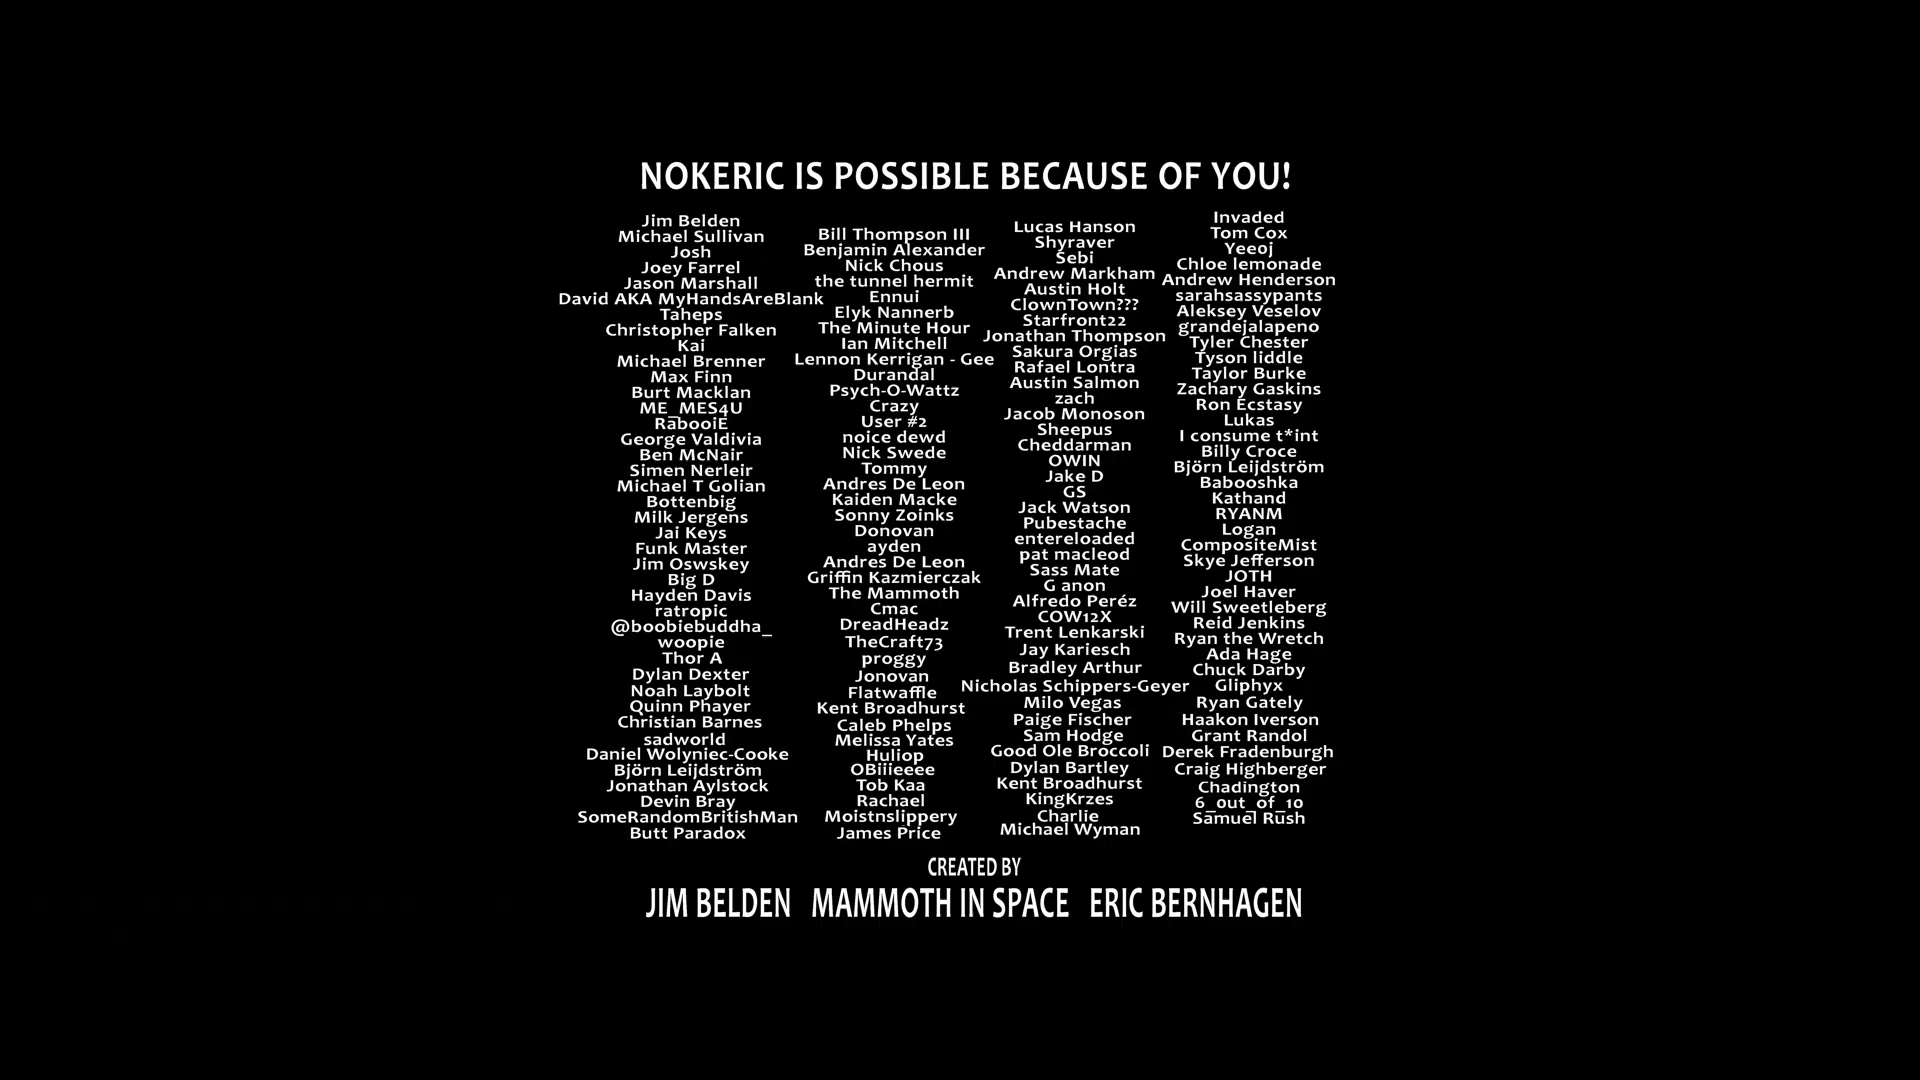 NOKERIC IS POSSIBLE BECAUSE OF YOU!
Jim Belden
Michael Sullivan
Josh
Joey Farrel
Jason Marshall
David AKA MyHandsAreBlank
Taheps
Christopher Falken
Kai
Michael Brenner
Max Finn
Burt Macklan
ME_MES4U
RabooiE
George Valdivia
Ben McNair
Simen Nerleir
Michael T Golian
Bottenbig
Milk Jergens
Jai Keys
Funk Master
Jim Oswskey
Big D
Hayden Davis
ratropic
@boobiebuddha_
woopie
Thor A
Dylan Dexter
Noah Laybolt
Quinn Phayer
Christian Barnes
sadworld
Daniel Wolyniec-Cooke
Björn Leijdström
Jonathan Aylstock
Devin Bray
SomeRandomBritishMan
Butt Paradox
Bill Thompson III
Benjamin Alexander
Nick Chous
the tunnel hermit
Ennui
Elyk Nannerb
The Minute Hour
Ian Mitchell
Lennon Kerrigan - Gee
Durandal
Psych-O-Wattz
Crazy
User #2
noice dewd
Nick Swede
Tommy
Andres De Leon
Kaiden Macke
Sonny Zoinks
Donovan
ayden
Andres De Leon
Griffin Kazmierczak
The Mammoth
Cmac
DreadHeadz
TheCraft73
proggy
Jonovan
Flatwaffle
Kent Broadhurst
Caleb Phelps
Melissa Yates
Huliop
OBiiieeee
Tob Kaa
Rachael
Moistnslippery
James Price
Lucas Hanson
Shyraver
Sebi
Andrew Markham
Austin Holt
ClownTown???
Starfront22
Jonathan Thompson
Sakura Orgias
Rafael Lontra
Austin Salmon
zach
Jacob Monoson
Sheepus
Cheddarman
OWIN
Jake D
GS
Jack Watson
Pubestache
entereloaded
pat macleod
Sass Mate
G anon
Alfredo Peréz
COW12X
Trent Lenkarski
Jay Kariesch
Bradley Arthur
Nicholas Schippers-Geyer
Milo Vegas
Paige Fischer
Sam Hodge
Good Ole Broccoli
Dylan Bartley
Kent Broadhurst
KingKrzes
Charlie
Michael Wyman
Invaded
Tom Cox
Yee0j
Chloe lemonade
Andrew Henderson
sarahsassypants
Aleksey Veselov
grandejalapeno
Tyler Chester
Tyson liddle
Taylor Burke
Zachary Gaskins
Ron Ecstasy
Lukas
I consume t*int
Billy Croce
Björn Leijdström
Babooshka
Kathand
RYANM
Logan
CompositeMist
Skye Jefferson
JOTH
Joel Haver
Will Sweetleberg
Reid Jenkins
Ryan the Wretch
Ada Hage
Chuck Darby
Gliphyx
Ryan Gately
Haakon Iverson
Grant Randol
Derek Fradenburgh
Craig Highberger
Chadington
6_out_of_10
Samuel Rush
CREATED BY
JIM BELDEN MAMMOTH IN SPACE ERIC BERNHAGEN